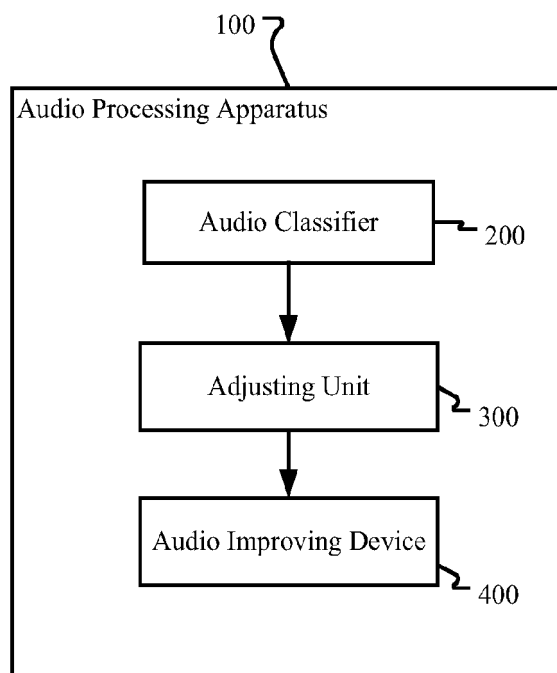 100
Audio Processing Apparatus
Audio Classifier
200
Adjusting Unit
300
Audio Improving Device
400